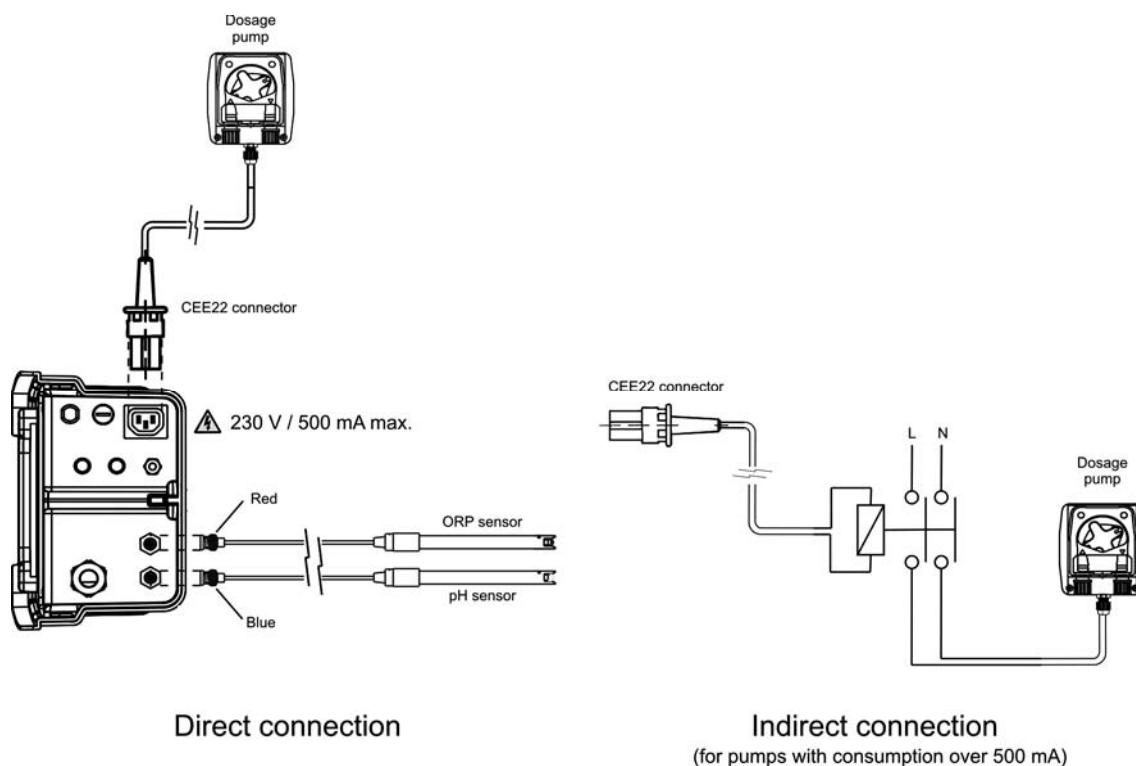 Dosage
pump
CEE22 connector
230 V / 500 mA max.
Red
ORP sensor
pH sensor
Blue
Direct connection
CEE22 connector
L N
Dosage
pump
Indirect connection
(for pumps with consumption over 500 mA)